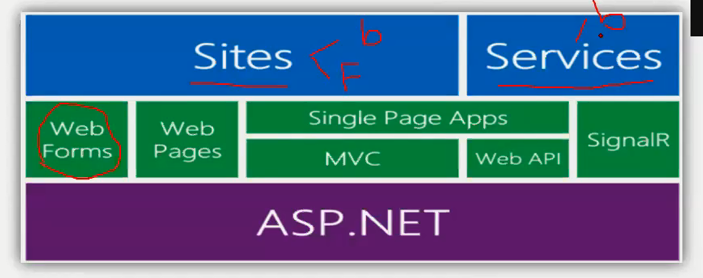 Sites
b
F
Services
b
Web
Forms
Web
Pages
Single Page Apps
MVC
Web API
SignalR
ASP.NET